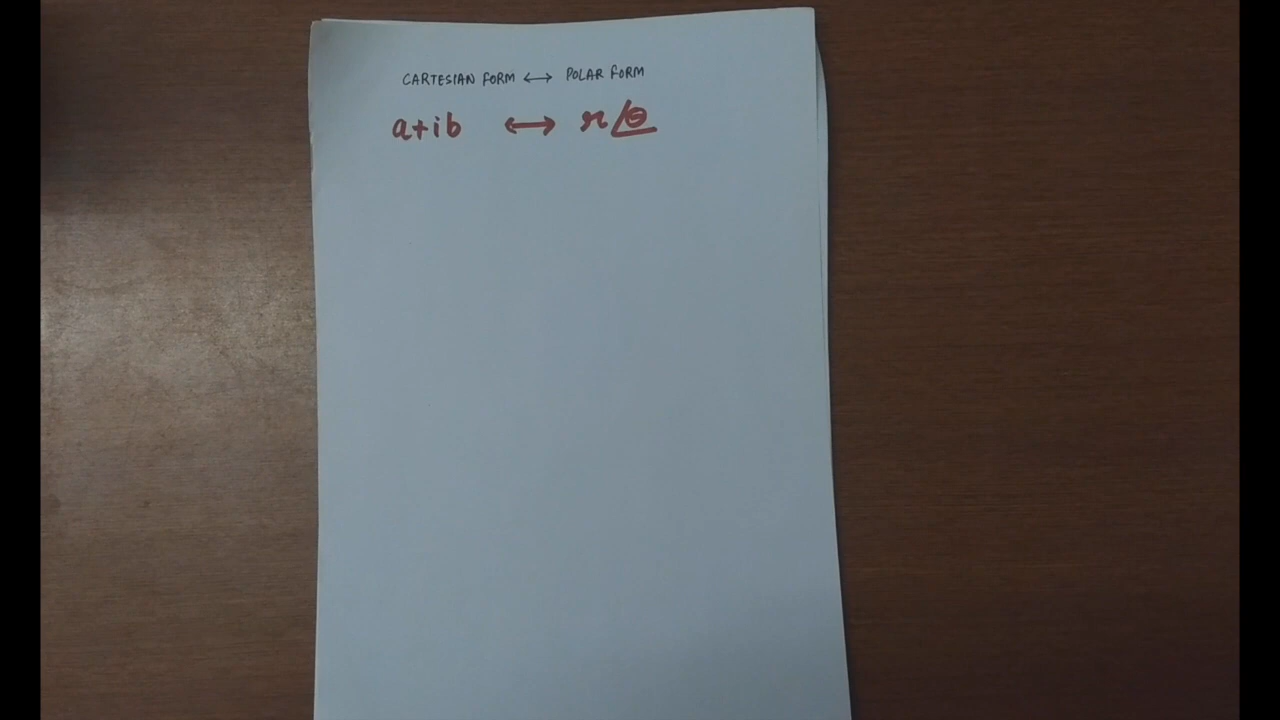 CARTESIAN FORM ↔ POLAR FORM
a+ib ↔ r∠θ